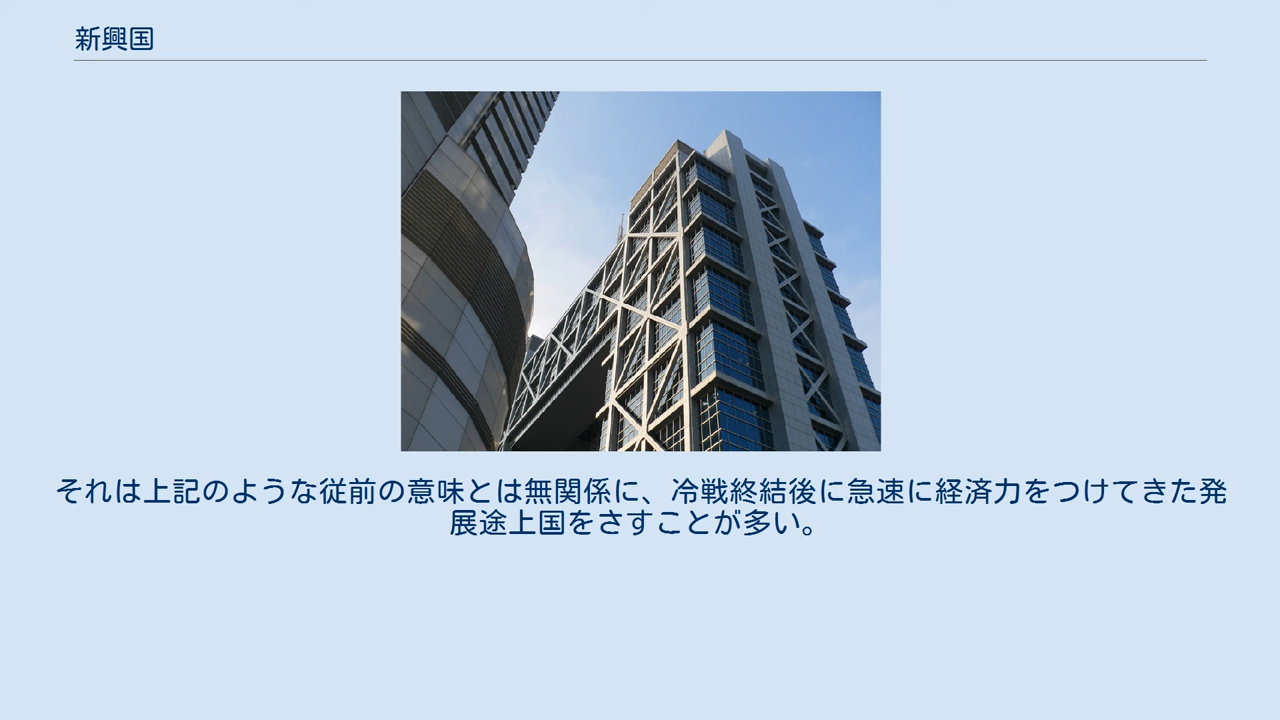 新興国
それは上記のような従前の意味とは無関係に、冷戦終結後に急速に経済力をつけてきた発
展途上国をさすことが多い。